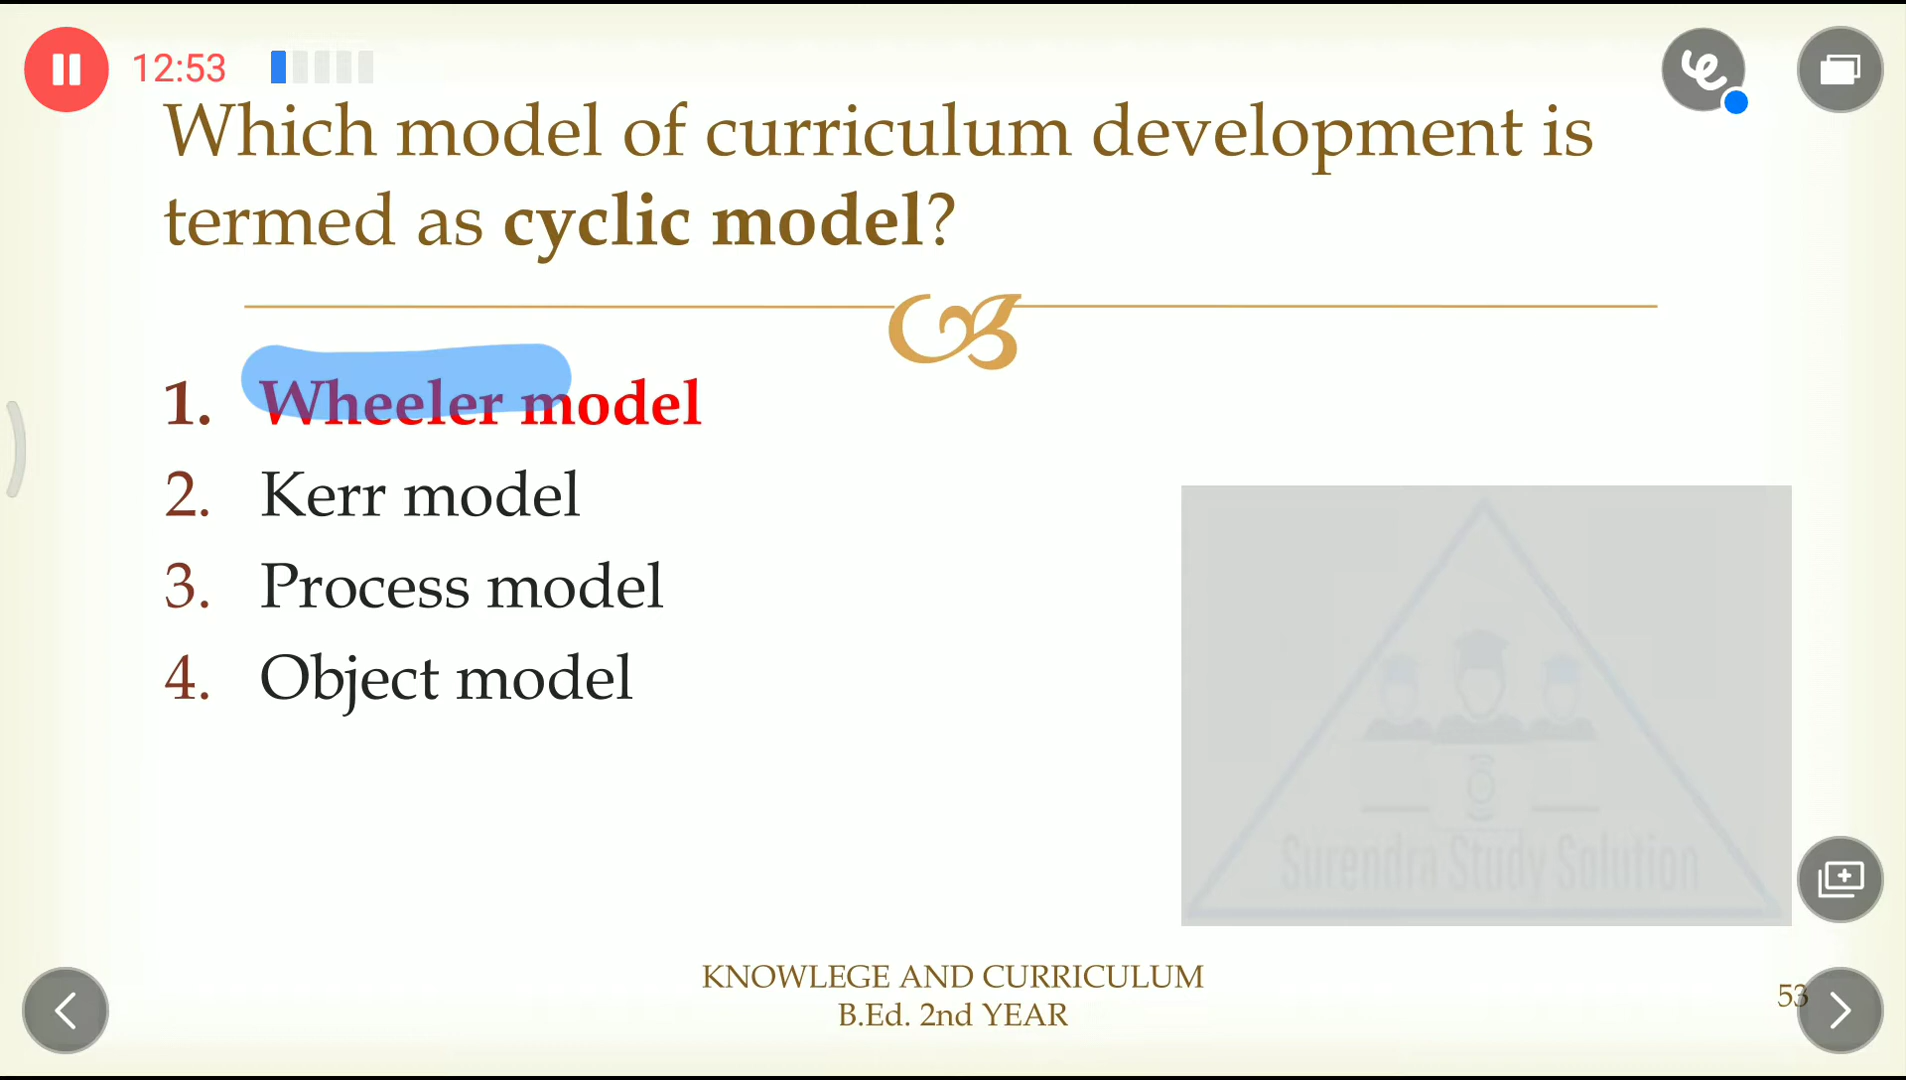 12:53
Which model of curriculum development is
termed as cyclic model?
1. Wheeler model
2. Kerr model
3. Process model
4. Object model
Surendra Study Solution
KNOWLEGE AND CURRICULUM
B.Ed. 2nd YEAR
53